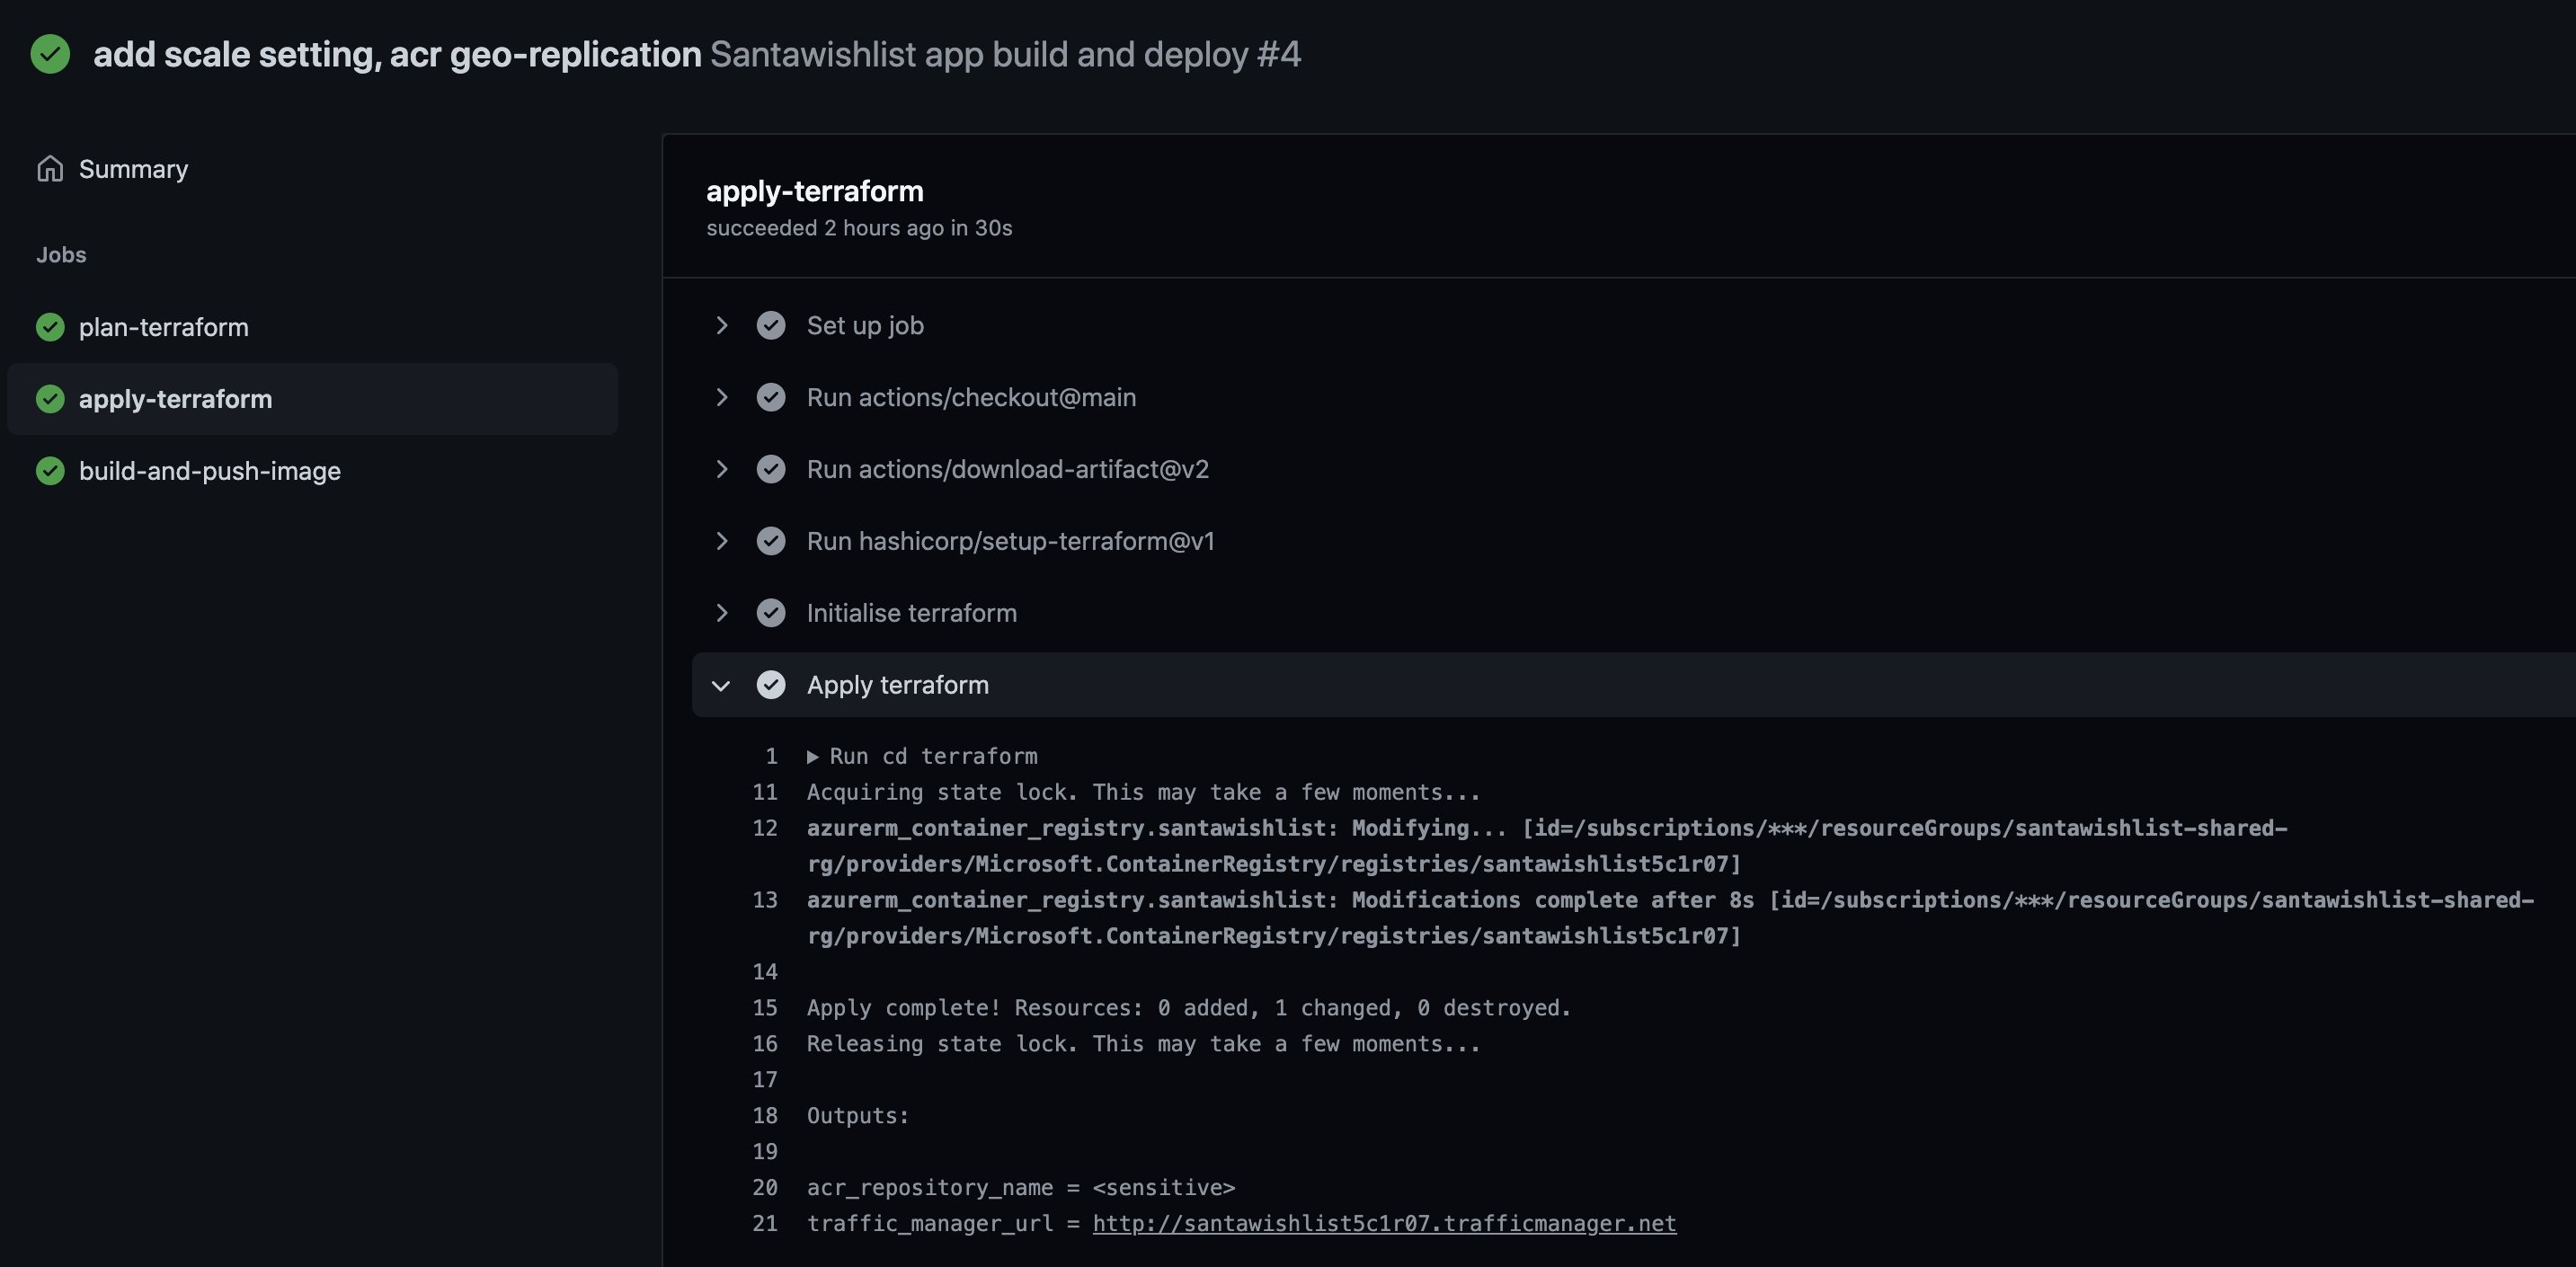 add scale setting, acr geo-replication Santawishlist app build and deploy #4
Summary
Jobs
plan-terraform
apply-terraform
build-and-push-image
apply-terraform
succeeded 2 hours ago in 30s
Set up job
Run actions/checkout@main
Run actions/download-artifact@v2
Run hashicorp/setup-terraform@v1
Initialise terraform
Apply terraform
1 ▶ Run cd terraform
11 Acquiring state lock. This may take a few moments...
12 azurerm_container_registry.santawishlist: Modifying... [id=/subscriptions/***/resourceGroups/santawishlist-shared-
rg/providers/Microsoft.ContainerRegistry/registries/santawishlist5c1r07]
13 azurerm_container_registry.santawishlist: Modifications complete after 8s [id=/subscriptions/***/resourceGroups/santawishlist-shared-
rg/providers/Microsoft.ContainerRegistry/registries/santawishlist5c1r07]
14
15 Apply complete! Resources: 0 added, 1 changed, 0 destroyed.
16 Releasing state lock. This may take a few moments...
17
18 Outputs:
19
20 acr_repository_name = <sensitive>
21 traffic_manager_url = http://santawishlist5c1r07.trafficmanager.net